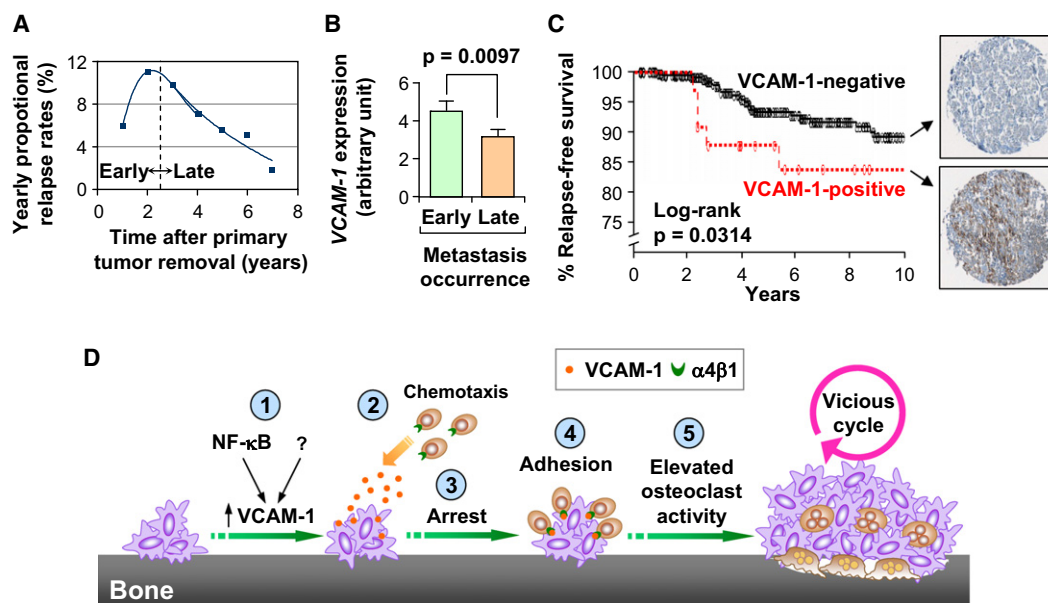 A
Yearly propotional
relapse rates (%)
12
8
4
0
Early
Late
0
2
4
6
8
Time after primary
tumor removal (years)
B
p = 0.0097
VCAM-1 expression
(arbitrary unit)
6
4
2
0
Early
Late
Metastasis
occurrence
C
% Relapse-free survival
100
95
90
85
80
75
VCAM-1-negative
VCAM-1-positive
Log-rank
p = 0.0314
0
2
4
6
8
10
Years
D
VCAM-1
α4β1
1
NF-κB
?
VCAM-1
2
Chemotaxis
3
Arrest
4
Adhesion
5
Elevated
osteoclast
activity
Vicious
cycle
Bone